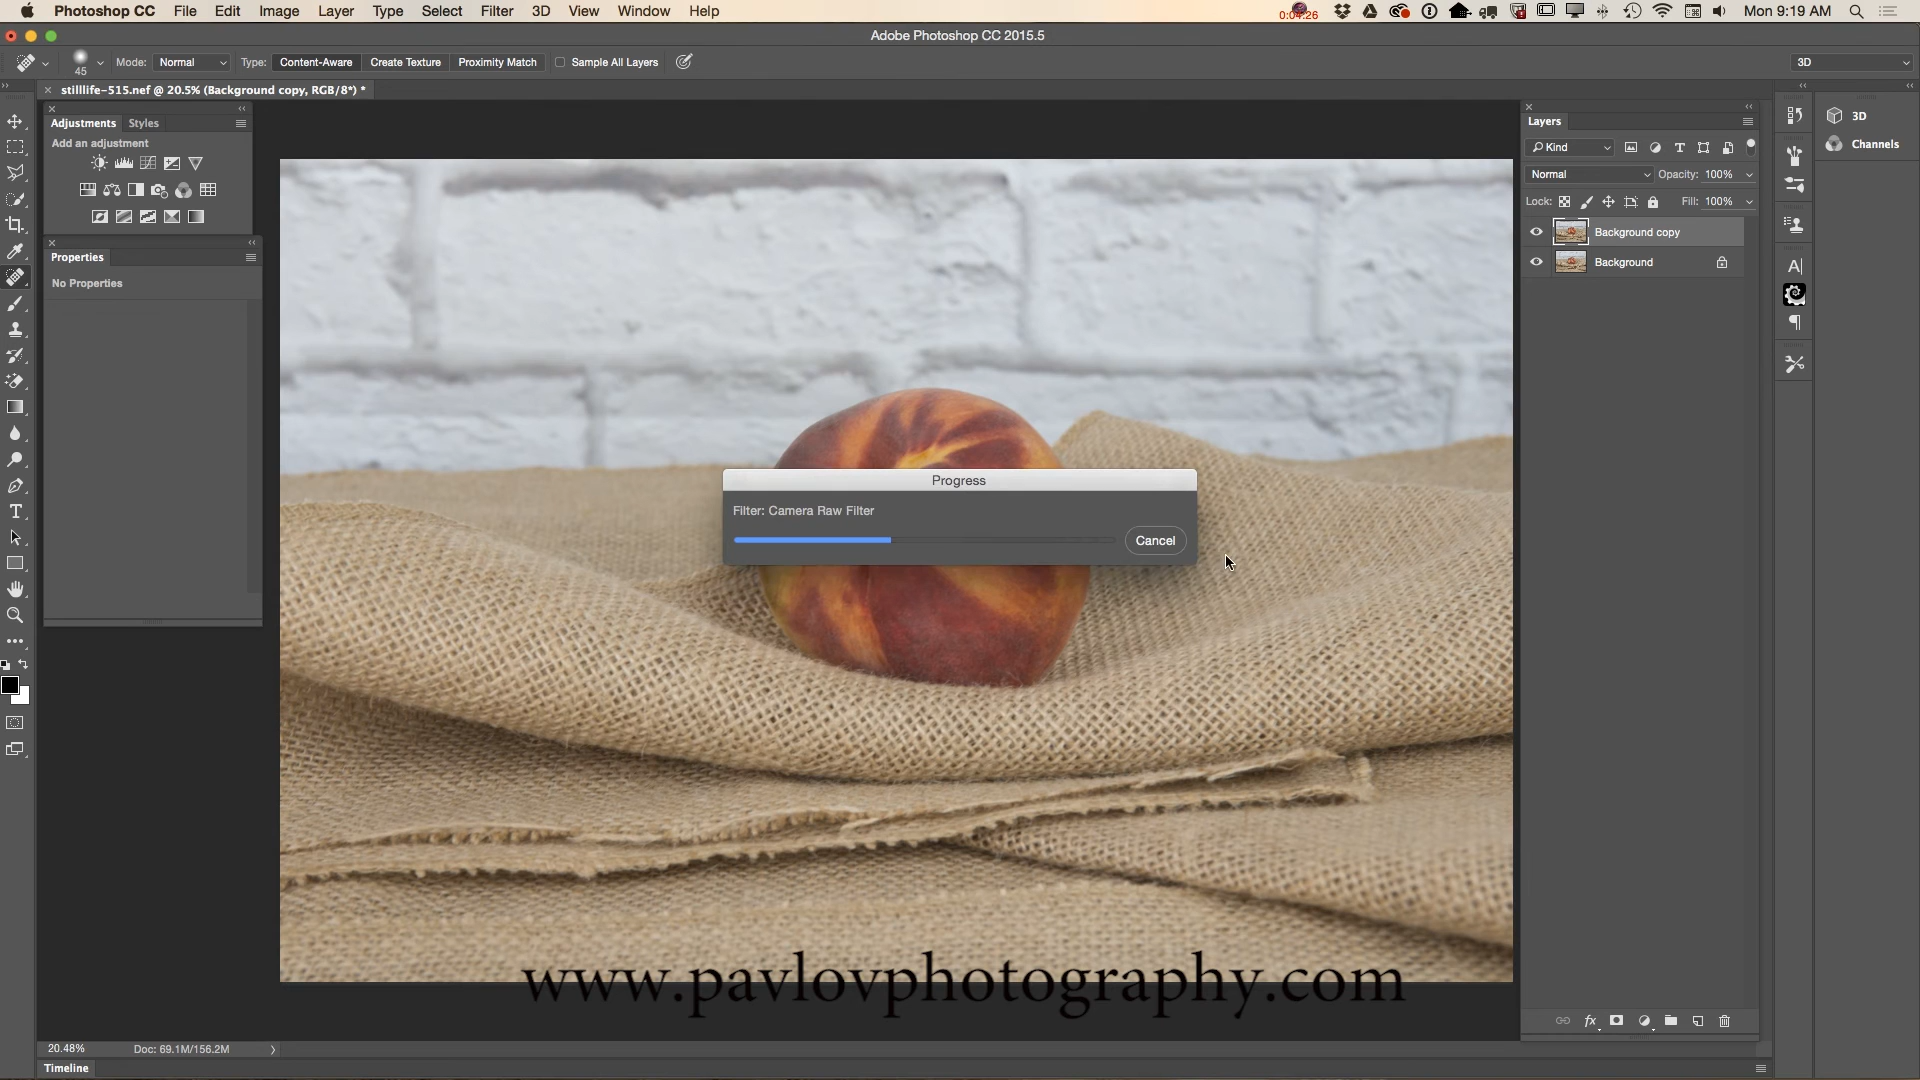 Photoshop CC File Edit Image Layer Type Select Filter 3D View Window Help 0:04:26 Mon 9:19 AM
Adobe Photoshop CC 2015.5
45 Mode: Normal Type: Content-Aware Create Texture Proximity Match Sample All Layers 3D
stilllife-515.nef @ 20.5% (Background copy, RGB/8*) *
Adjustments Styles
Add an adjustment
Properties
No Properties
Layers
Kind
Normal Opacity: 100%
Lock: Fill: 100%
Background copy
Background
3D
Channels
Progress
Filter: Camera Raw Filter
Cancel
www.pavlovphotography.com
20.48% Doc: 69.1M/156.2M
Timeline